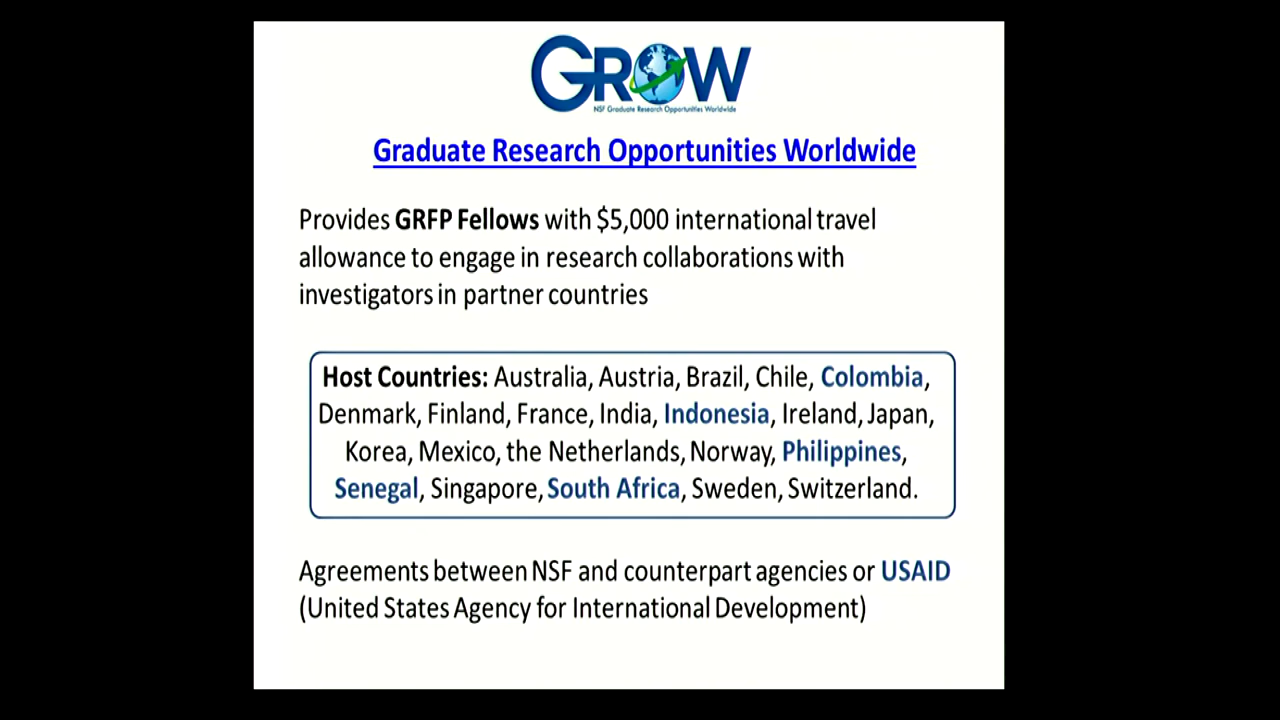 GROW
NSF Graduate Research Opportunities Worldwide
Graduate Research Opportunities Worldwide
Provides GRFP Fellows with $5,000 international travel
allowance to engage in research collaborations with
investigators in partner countries
Host Countries: Australia, Austria, Brazil, Chile, Colombia,
Denmark, Finland, France, India, Indonesia, Ireland, Japan,
Korea, Mexico, the Netherlands, Norway, Philippines,
Senegal, Singapore, South Africa, Sweden, Switzerland.
Agreements between NSF and counterpart agencies or USAID
(United States Agency for International Development)